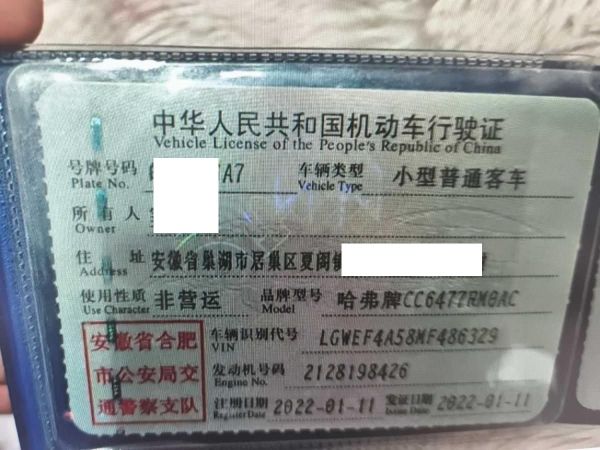 中华人民共和国机动车行驶证
Vehicle License of the People's Republic of China
号牌号码 A7 车辆类型 小型普通客车
Plate No. Vehicle Type
所有人
Owner
住址 安徽省巢湖市居巢区夏阁镇
Address
使用性质 非营运 品牌型号 哈弗牌CC6477RM0AC
Use Character Model
安徽省合肥 车辆识别代号 LGWEF4A58MF486329
VIN
市公安局交 发动机号码 2128198426
Engine No.
通警察支队 注册日期 2022-01-11 发证日期 2022-01-11
Register Date Issue Date